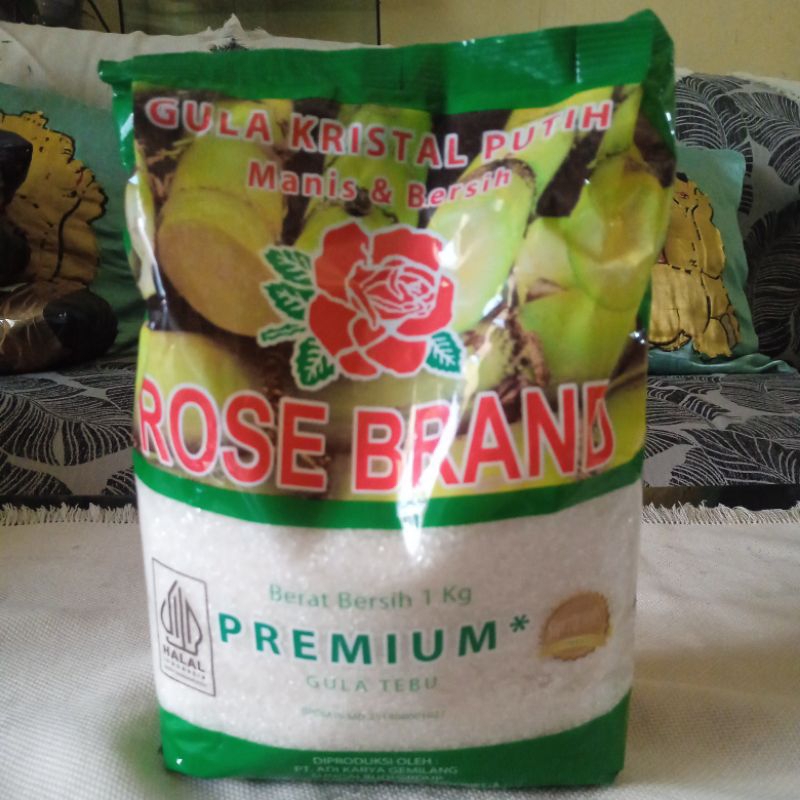 GULA KRISTAL PUTIH
Manis & Bersih
ROSE BRAND
Berat Bersih 1 Kg
PREMIUM*
GULA TEBU
HALAL
INDONESIA
DIPRODUKSI OLEH :
PT. ADI KARYA GEMILANG